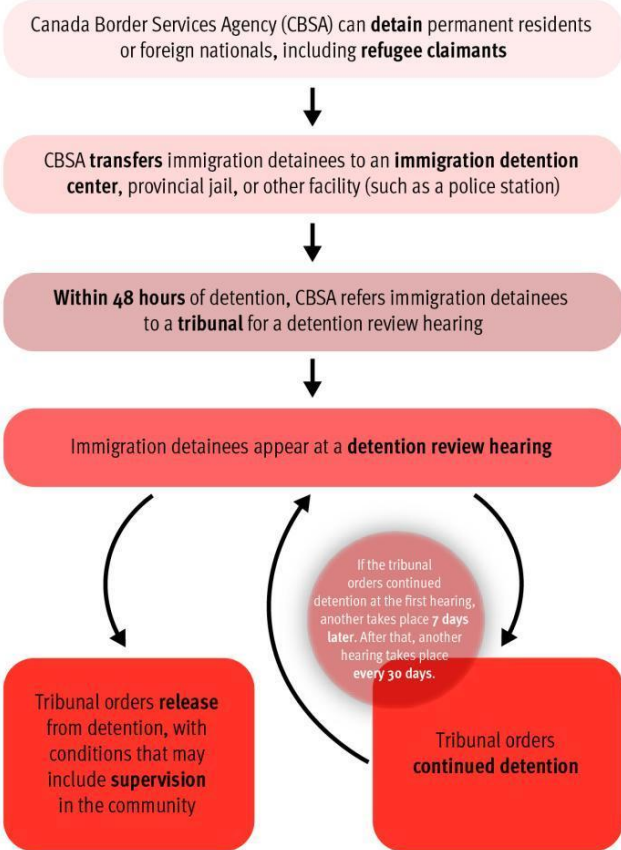 Canada Border Services Agency (CBSA) can detain permanent residents
or foreign nationals, including refugee claimants
CBSA transfers immigration detainees to an immigration detention
center, provincial jail, or other facility (such as a police station)
Within 48 hours of detention, CBSA refers immigration detainees
to a tribunal for a detention review hearing
Immigration detainees appear at a detention review hearing
If the tribunal
orders continued
detention at the first hearing,
another takes place 7 days
later. After that, another
hearing takes place
every 30 days.
Tribunal orders release
from detention, with
conditions that may
include supervision
in the community
Tribunal orders
continued detention